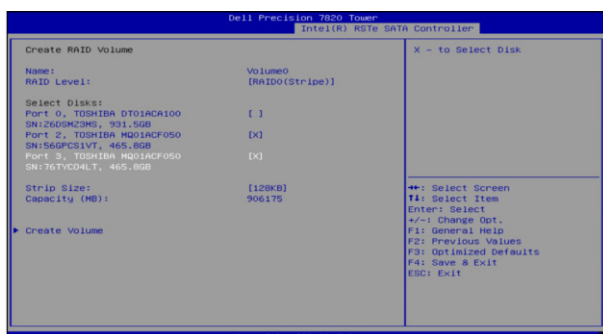 Dell Precision 7820 Tower
Intel(R) RSTe SATA Controller
Create RAID Volume
X - to Select Disk
Name: Volume0
RAID Level: [RAID0(Stripe)]
Select Disks:
Port 0, TOSHIBA DT01ACA100 [ ]
SN:Z6DSMZ3MS, 931.5GB
Port 2, TOSHIBA MQ01ACF050 [X]
SN:56GPCS1VT, 465.8GB
Port 3, TOSHIBA MQ01ACF050 [X]
SN:76TYC04LT, 465.8GB
Strip Size: [128KB]
Capacity (MB): 906175
Create Volume
→←: Select Screen
↑↓: Select Item
Enter: Select
+/-: Change Opt.
F1: General Help
F2: Previous Values
F3: Optimized Defaults
F4: Save & Exit
ESC: Exit